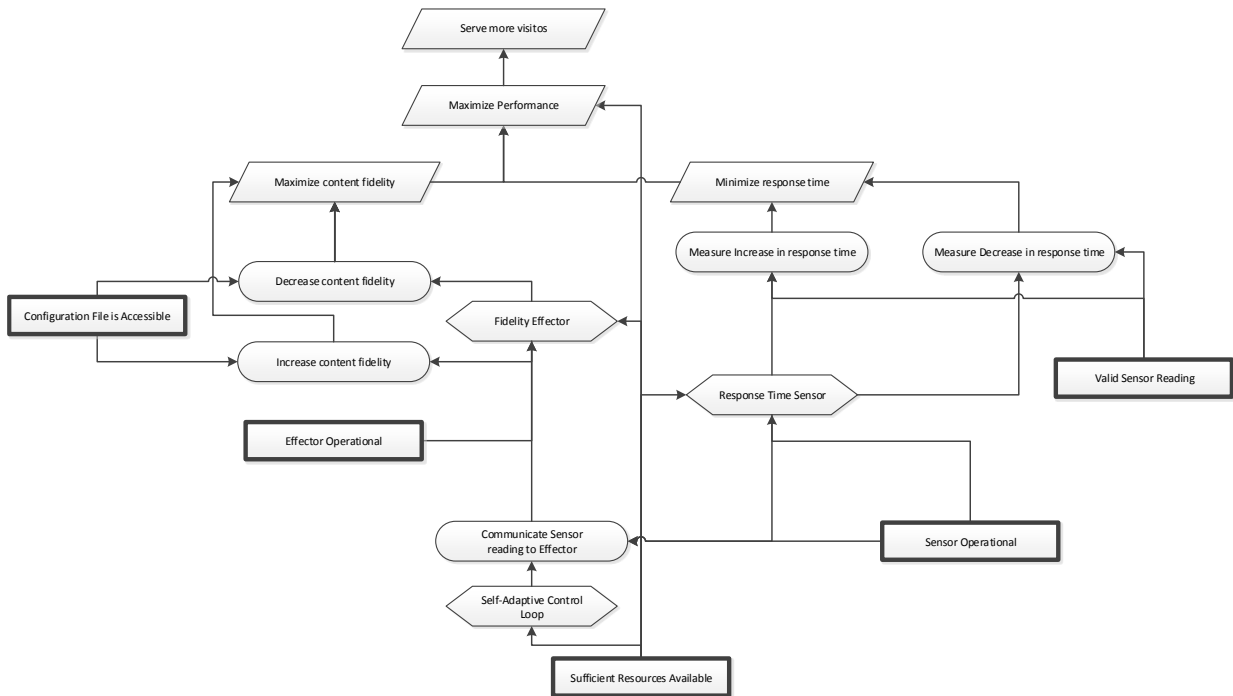 Serve more visitos
Maximize Performance
Maximize content fidelity
Minimize response time
Measure Increase in response time
Measure Decrease in response time
Decrease content fidelity
Configuration File is Accessible
Fidelity Effector
Increase content fidelity
Valid Sensor Reading
Response Time Sensor
Effector Operational
Communicate Sensor
reading to Effector
Sensor Operational
Self-Adaptive Control
Loop
Sufficient Resources Available